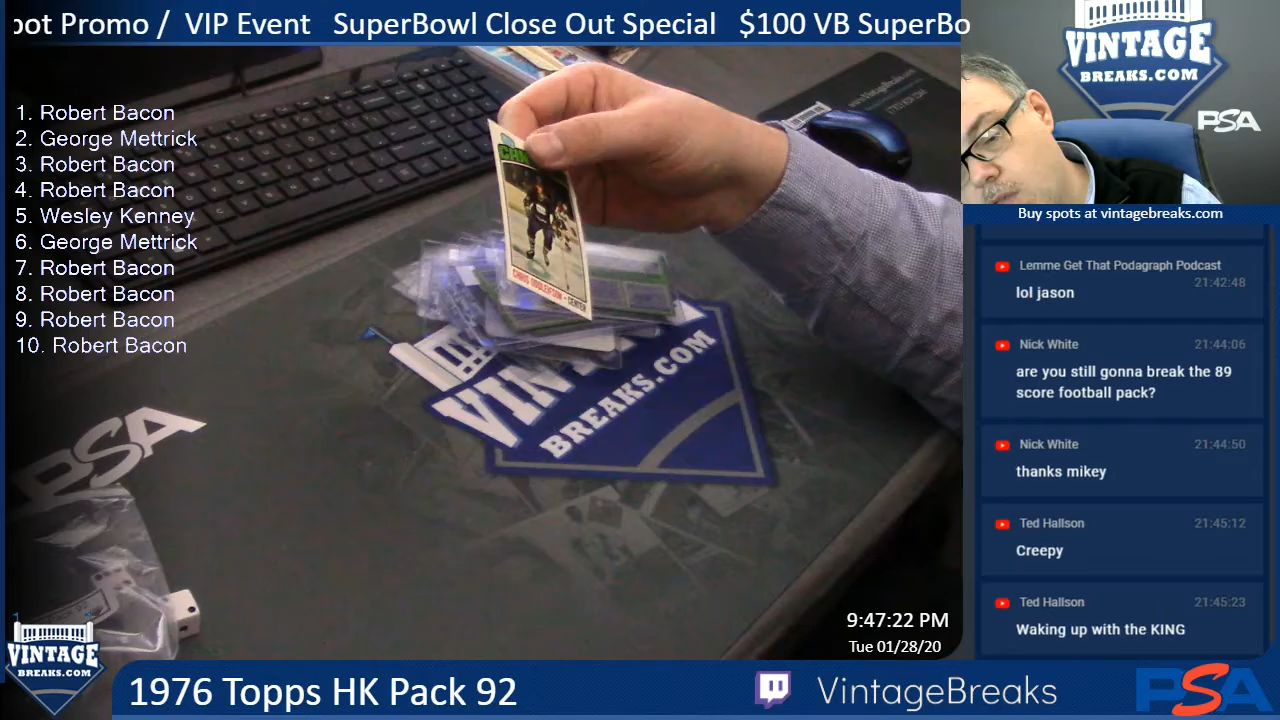 oot Promo / VIP Event SuperBowl Close Out Special $100 VB SuperBo
1. Robert Bacon
2. George Mettrick
3. Robert Bacon
4. Robert Bacon
5. Wesley Kenney
6. George Mettrick
7. Robert Bacon
8. Robert Bacon
9. Robert Bacon
10. Robert Bacon
CENTER
VIN
BREAKS.COM
PSA
VINTAGE
BREAKS.COM
PSA
Buy spots at vintagebreaks.com
Lemme Get That Podagraph Podcast
21:42:48
lol jason
Nick White 21:44:06
are you still gonna break the 89
score football pack?
Nick White 21:44:50
thanks mikey
Ted Hallson 21:45:12
Creepy
Ted Hallson 21:45:23
Waking up with the KING
9:47:22 PM
Tue 01/28/20
VINTAGE
BREAKS.COM
1976 Topps HK Pack 92
VintageBreaks
PSA